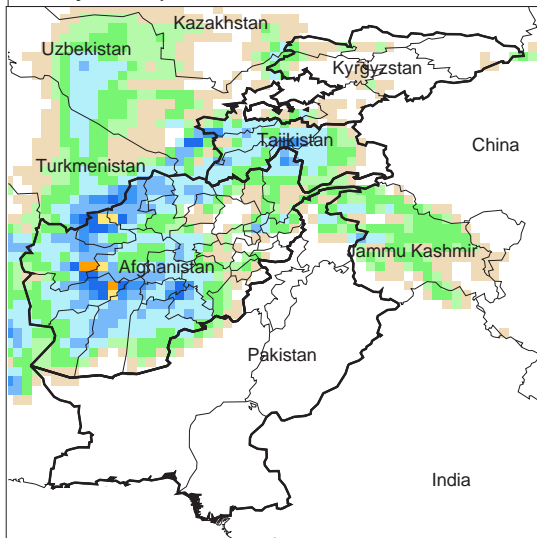 Kazakhstan
Uzbekistan
Kyrgyzstan
Tajikistan
China
Turkmenistan
Jammu Kashmir
Afghanistan
Pakistan
India